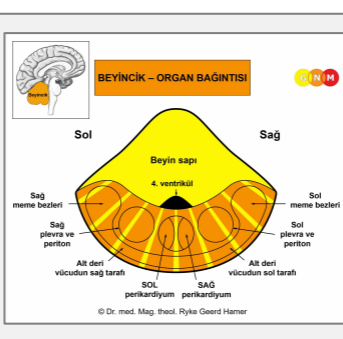 BEYİNCİK – ORGAN BAĞINTISI
Beyincik
G N M
Sol
Sağ
Beyin sapı
4. ventrikül
Sağ
meme bezleri
Sol
meme bezleri
Sağ
plevra ve
periton
Sol
plevra ve
periton
Alt deri
vücudun sağ tarafı
Alt deri
vücudun sol tarafı
SOL
perikardiyum
SAĞ
perikardiyum
© Dr. med. Mag. theol. Ryke Geerd Hamer